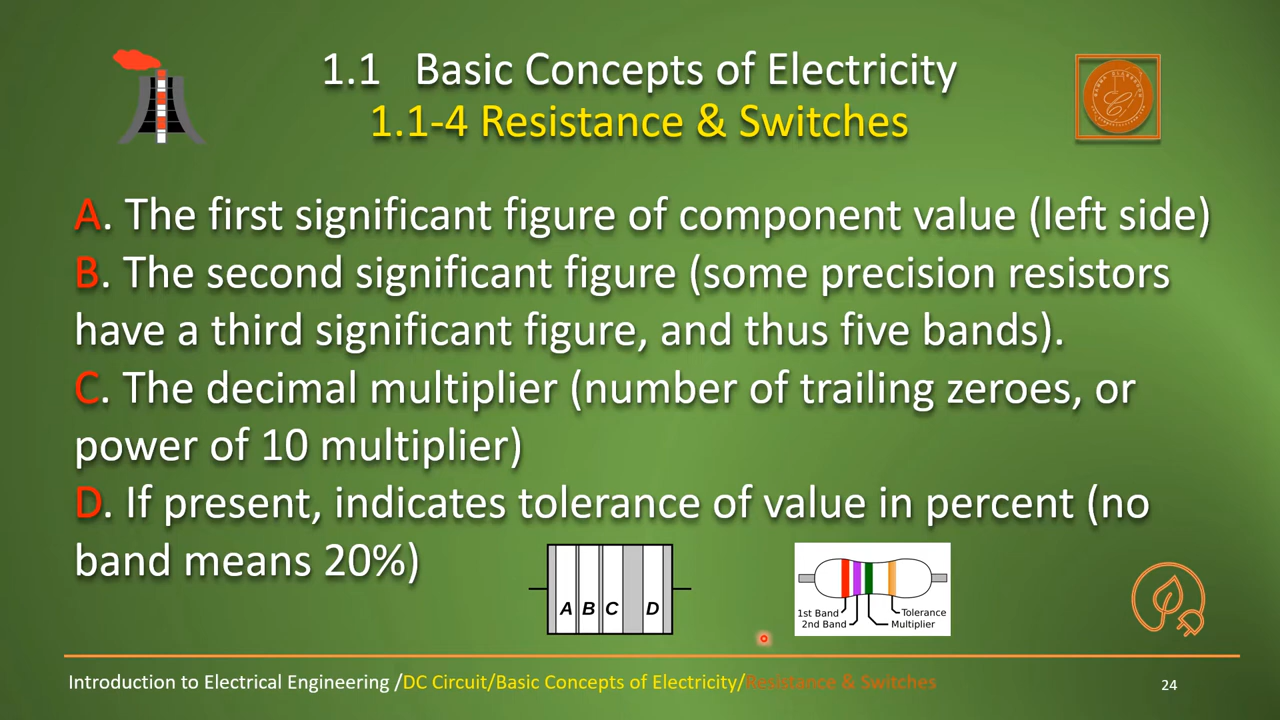 1.1 Basic Concepts of Electricity
1.1-4 Resistance & Switches
A. The first significant figure of component value (left side)
B. The second significant figure (some precision resistors
have a third significant figure, and thus five bands).
C. The decimal multiplier (number of trailing zeroes, or
power of 10 multiplier)
D. If present, indicates tolerance of value in percent (no
band means 20%)
A B C D
1st Band Tolerance
2nd Band Multiplier
Introduction to Electrical Engineering /DC Circuit/Basic Concepts of Electricity/Resistance & Switches
24